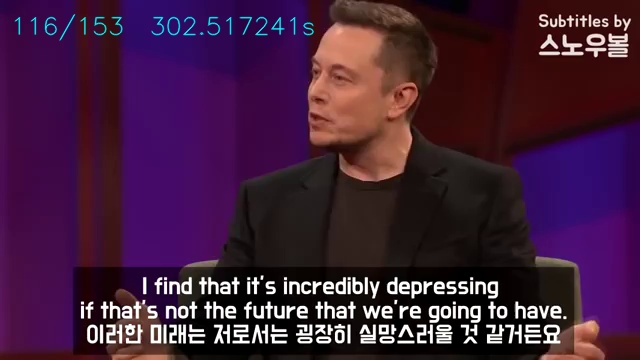 116/153 302.517241s
Subtitles by
스노우볼
I find that it's incredibly depressing
if that's not the future that we're going to have.
이러한 미래는 저로서는 굉장히 실망스러울 것 같거든요